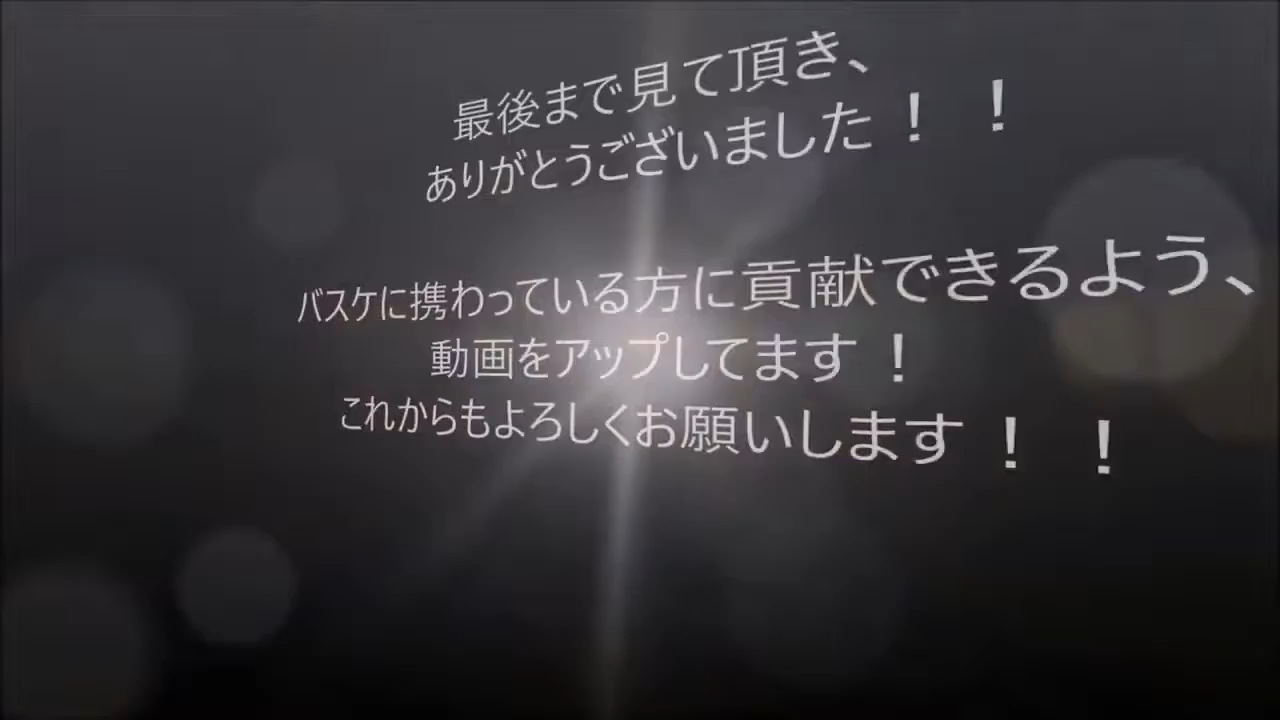 最後まで見て頂き、
ありがとうございました！！
バスケに携わっている方に貢献できるよう、
動画をアップしてます！
これからもよろしくお願いします！！